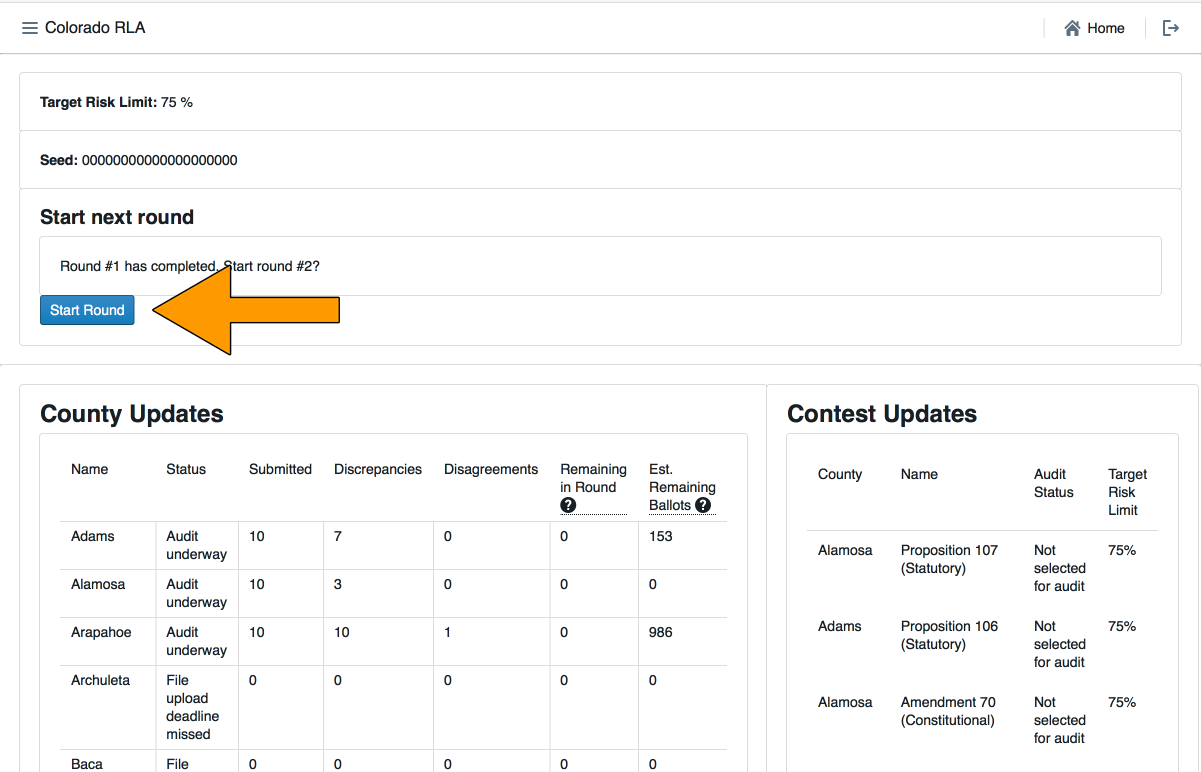 Colorado RLA
Home
Target Risk Limit: 75 %
Seed: 00000000000000000000
Start next round
Round #1 has completed. Start round #2?
Start Round
County Updates
Name Status Submitted Discrepancies Disagreements Remaining in Round ? Est. Remaining Ballots ?
Adams Audit underway 10 7 0 0 153
Alamosa Audit underway 10 3 0 0 0
Arapahoe Audit underway 10 10 1 0 986
Archuleta File upload deadline missed 0 0 0 0 0
Baca File 0 0 0 0 0
Contest Updates
County Name Audit Status Target Risk Limit
Alamosa Proposition 107 (Statutory) Not selected for audit 75%
Adams Proposition 106 (Statutory) Not selected for audit 75%
Alamosa Amendment 70 (Constitutional) Not selected for audit 75%